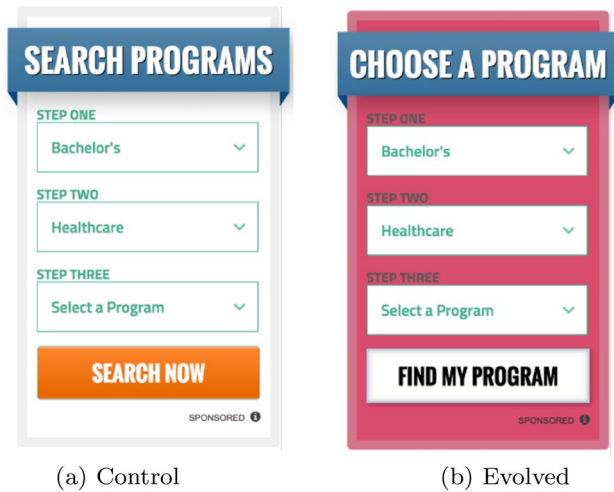 SEARCH PROGRAMS
STEP ONE
Bachelor's
STEP TWO
Healthcare
STEP THREE
Select a Program
SEARCH NOW
SPONSORED i
(a) Control
CHOOSE A PROGRAM
STEP ONE
Bachelor's
STEP TWO
Healthcare
STEP THREE
Select a Program
FIND MY PROGRAM
SPONSORED i
(b) Evolved